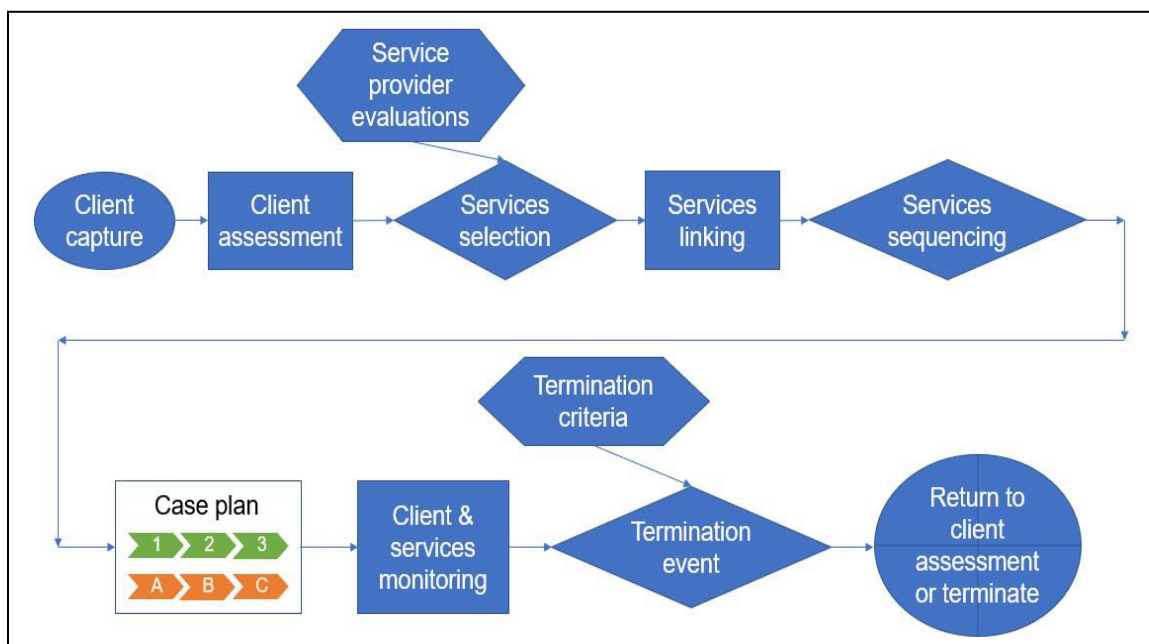 Service
provider
evaluations
Client
capture
Client
assessment
Services
selection
Services
linking
Services
sequencing
Termination
criteria
Case plan
1 2 3
A B C
Client &
services
monitoring
Termination
event
Return to
client
assessment
or terminate